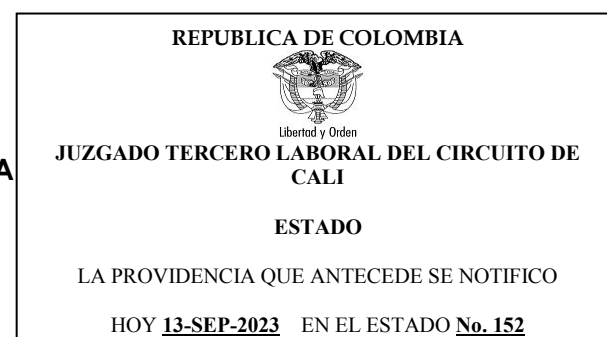 REPUBLICA DE COLOMBIA
Libertad y Orden
JUZGADO TERCERO LABORAL DEL CIRCUITO DE
CALI
A
ESTADO
LA PROVIDENCIA QUE ANTECEDE SE NOTIFICO
HOY 13-SEP-2023 EN EL ESTADO No. 152